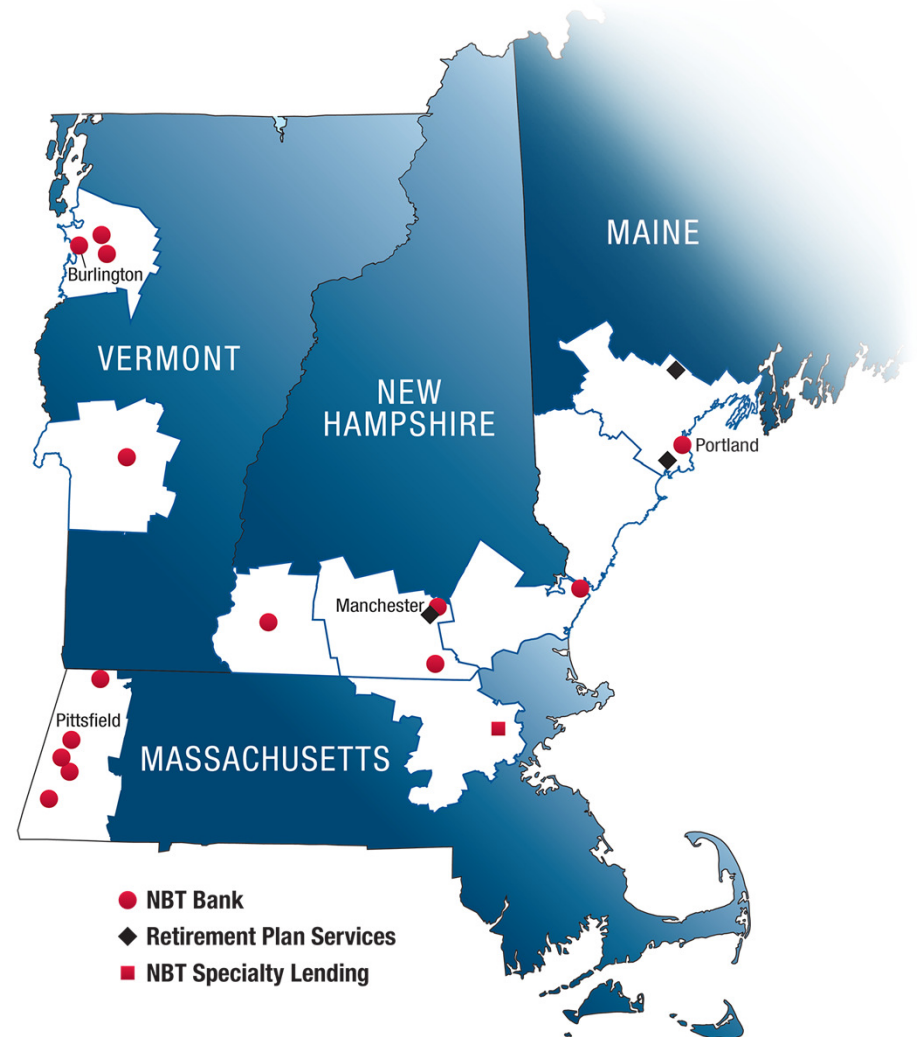 MAINE
Burlington
VERMONT
NEW
HAMPSHIRE
Portland
Manchester
Pittsfield
MASSACHUSETTS
NBT Bank
Retirement Plan Services
NBT Specialty Lending